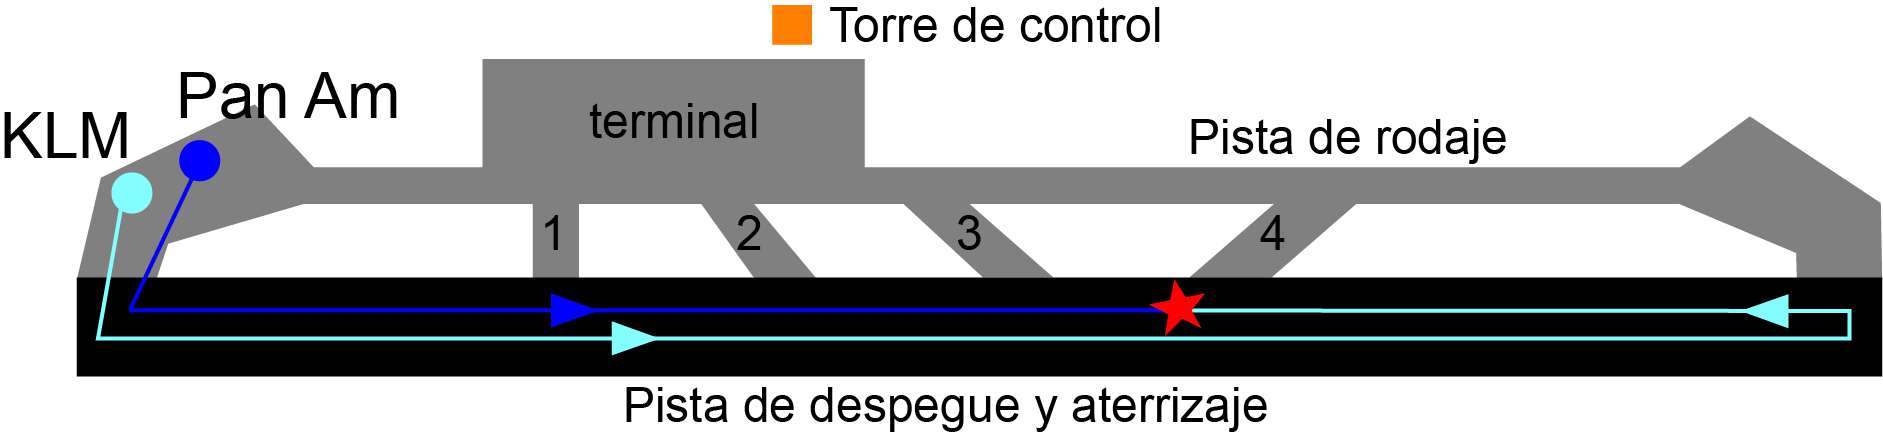 Torre de control
Pan Am
KLM
terminal
Pista de rodaje
1
2
3
4
Pista de despegue y aterrizaje